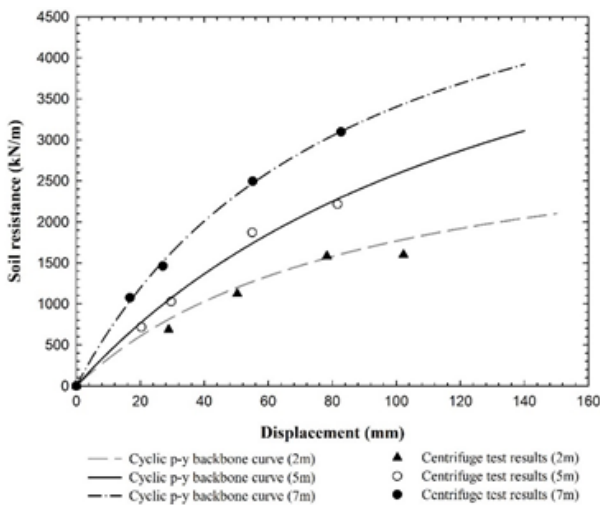 4500
4000
3500
3000
2500
2000
1500
1000
500
0
Soil resistance (kN/m)
0 20 40 60 80 100 120 140 160
Displacement (mm)
Cyclic p-y backbone curve (2m) Centrifuge test results (2m)
Cyclic p-y backbone curve (5m) Centrifuge test results (5m)
Cyclic p-y backbone curve (7m) Centrifuge test results (7m)